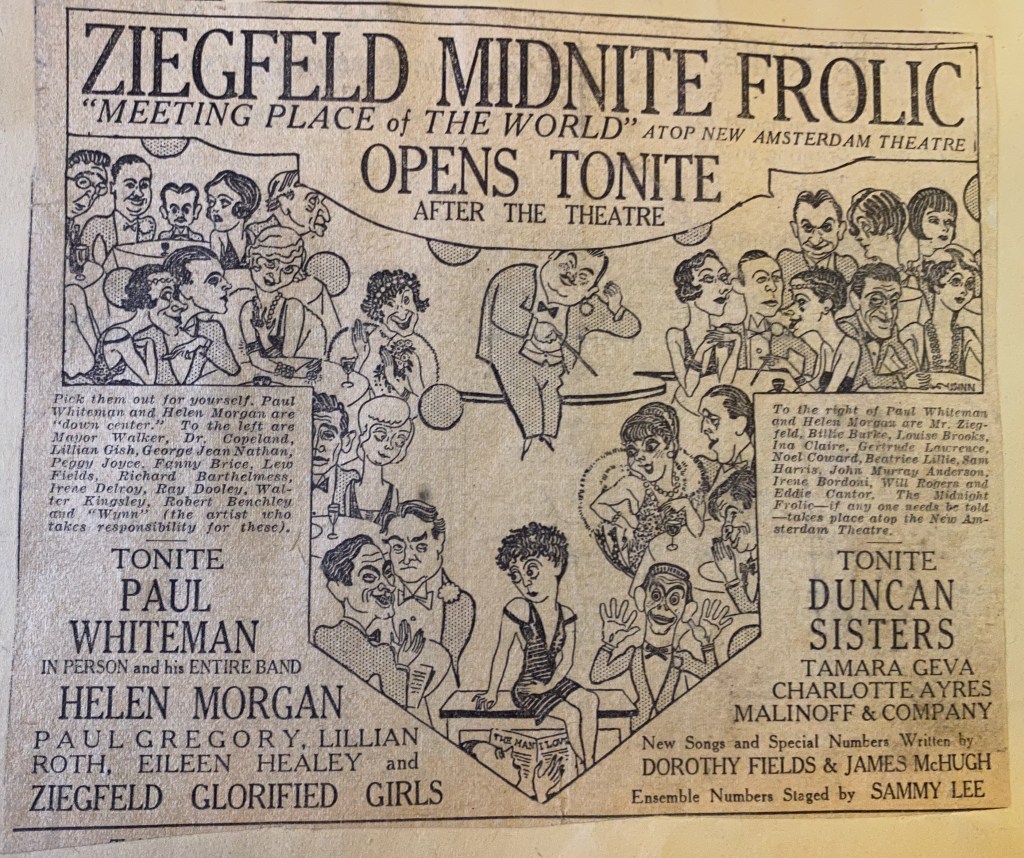 ZIEGFELD MIDNITE FROLIC
"MEETING PLACE of THE WORLD" ATOP NEW AMSTERDAM THEATRE
OPENS TONITE
AFTER THE THEATRE
WYNN
Pick them out for yourself. Paul
Whiteman and Helen Morgan are
"down center." To the left are
Mayor Walker, Dr. Copeland,
Lillian Gish, George Jean Nathan,
Peggy Joyce, Fanny Brice, Lew
Fields, Richard Barthelmess,
Irene Delroy, Ray Dooley, Wal-
ter Kingsley, Robert Benchley
and "Wynn" (the artist who
takes responsibility for these).
To the right of Paul Whiteman
and Helen Morgan are Mr. Zieg-
feld, Billie Burke, Louise Brooks,
Ina Claire, Gertrude Lawrence,
Noel Coward, Beatrice Lillie, Sam
Harris, John Murray Anderson,
Irene Bordoni, Will Rogers and
Eddie Cantor. The Midnight
Frolic—if any one needs be told
—takes place atop the New Am-
sterdam Theatre.
TONITE
PAUL
WHITEMAN
IN PERSON and his ENTIRE BAND
HELEN MORGAN
PAUL GREGORY, LILLIAN
ROTH, EILEEN HEALEY and
ZIEGFELD GLORIFIED GIRLS
THE MAN I LOVE
TONITE
DUNCAN
SISTERS
TAMARA GEVA
CHARLOTTE AYRES
MALINOFF & COMPANY
New Songs and Special Numbers Written by
DOROTHY FIELDS & JAMES McHUGH
Ensemble Numbers Staged by SAMMY LEE